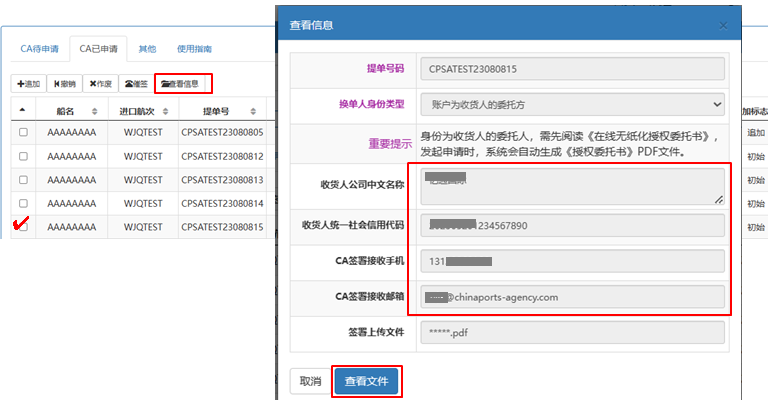 CA待申请 CA已申请 其他 使用指南
追加 撤销 作废 催签 查看信息
船名 进口航次 提单号
AAAAAAAA WJQTEST CPSATEST23080805
AAAAAAAA WJQTEST CPSATEST23080812
AAAAAAAA WJQTEST CPSATEST23080813
AAAAAAAA WJQTEST CPSATEST23080814
AAAAAAAA WJQTEST CPSATEST23080815
查看信息 ×
提单号码 CPSATEST23080815
换单人身份类型 账户为收货人的委托方
重要提示 身份为收货人的委托人，需先阅读《在线无纸化授权委托书》，
发起申请时，系统会自动生成《授权委托书》PDF文件。
收货人公司中文名称
收货人统一社会信用代码 1234567890
CA签署接收手机 131
CA签署接收邮箱 @chinaports-agency.com
签署上传文件 *****.pdf
取消 查看文件
加标志
追加
初始
初始
初始
初始